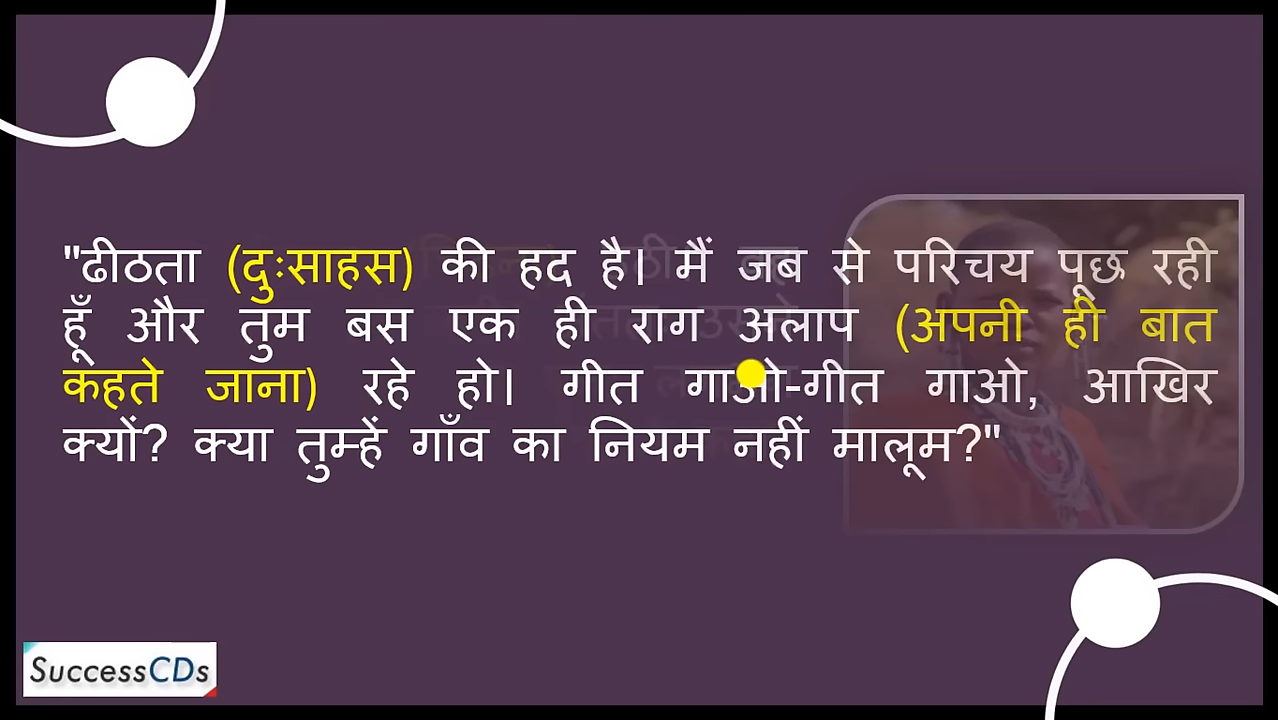 "ढीठता (दुःसाहस) की हद है। मैं जब से परिचय पूछ रही
हूँ और तुम बस एक ही राग अलाप (अपनी ही बात
कहते जाना) रहे हो। गीत गाओ-गीत गाओ, आखिर
क्यों? क्या तुम्हें गाँव का नियम नहीं मालूम?"
SuccessCDs